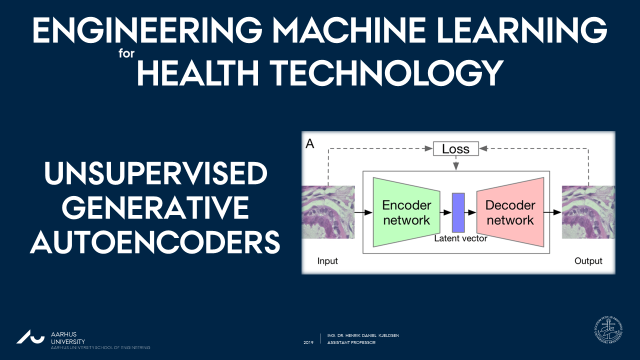 ENGINEERING MACHINE LEARNING
for
HEALTH TECHNOLOGY
UNSUPERVISED
GENERATIVE
AUTOENCODERS
A
Loss
Encoder
network
Decoder
network
Latent vector
Input
Output
AARHUS
UNIVERSITY
AARHUS UNIVERSITY SCHOOL OF ENGINEERING
2019
ING. DR. HENRIK DANIEL KJELDSEN
ASSISTANT PROFESSOR